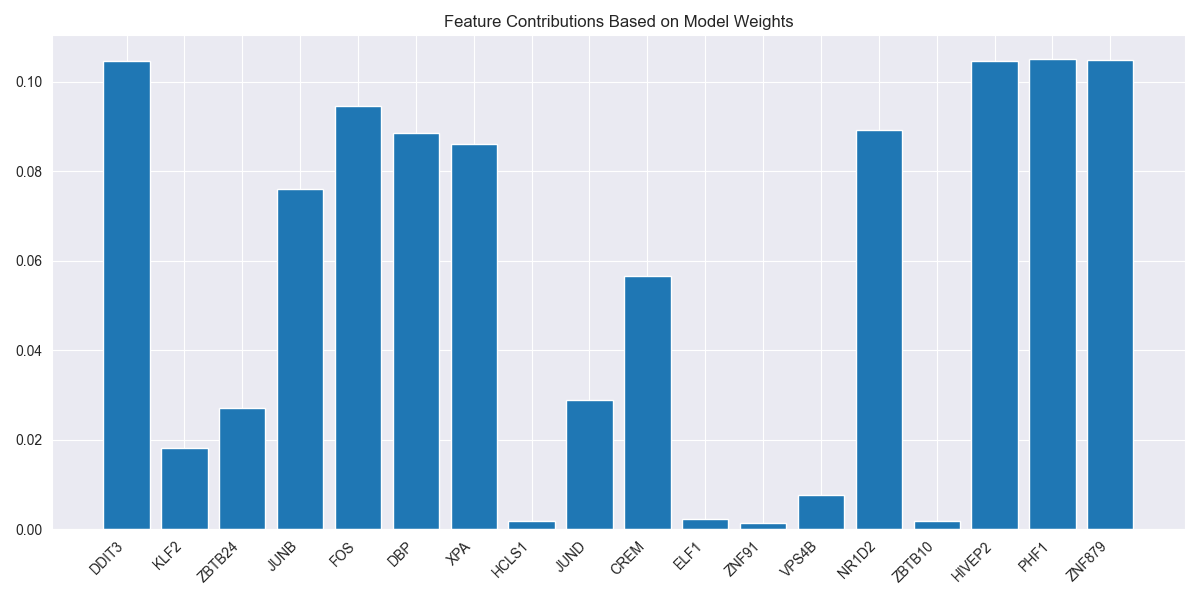 Feature Contributions Based on Model Weights
0.10
0.08
0.06
0.04
0.02
0.00
DDIT3
KLF2
ZBTB24
JUNB
FOS
DBP
XPA
HCLS1
JUND
CREM
ELF1
ZNF91
VPS4B
NR1D2
ZBTB10
HIVEP2
PHF1
ZNF879